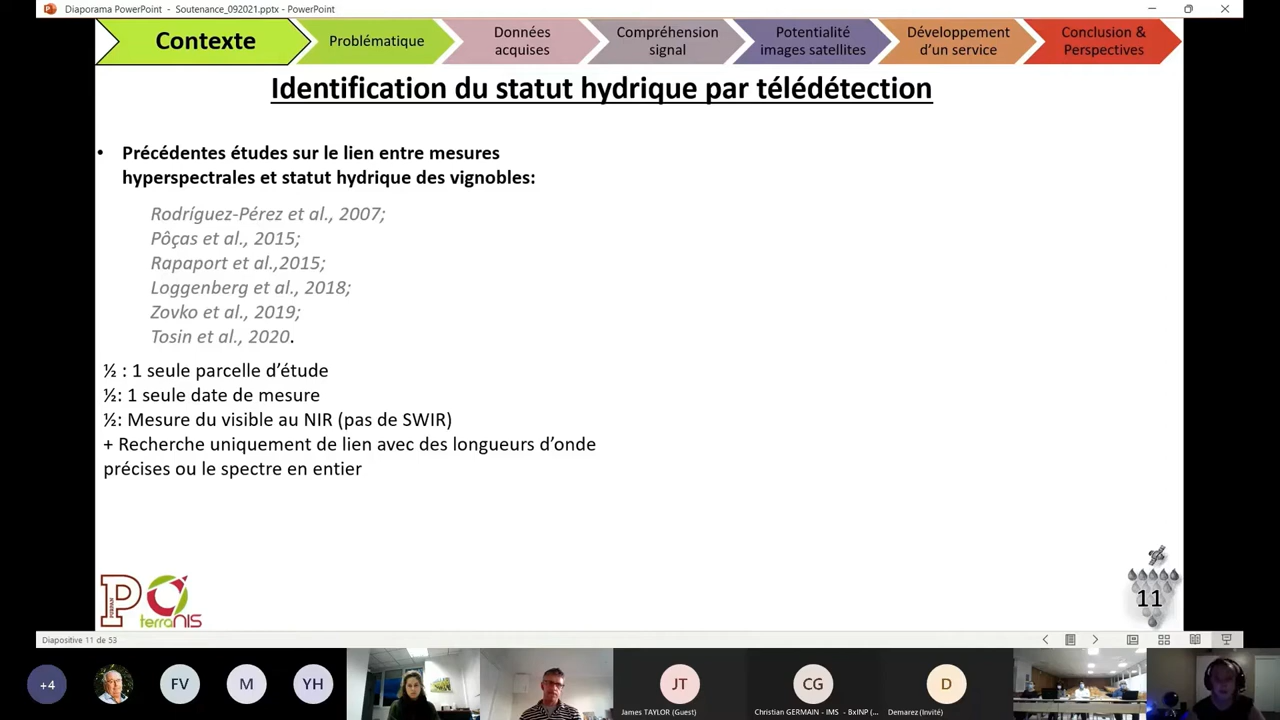 Diaporama PowerPoint - Soutenance_092021.pptx - PowerPoint
Contexte
Problématique
Données
acquises
Compréhension
signal
Potentialité
images satellites
Développement
d'un service
Conclusion &
Perspectives
Identification du statut hydrique par télédétection
• Précédentes études sur le lien entre mesures
hyperspectrales et statut hydrique des vignobles:
Rodríguez-Pérez et al., 2007;
Pôças et al., 2015;
Rapaport et al.,2015;
Loggenberg et al., 2018;
Zovko et al., 2019;
Tosin et al., 2020.
½ : 1 seule parcelle d'étude
½: 1 seule date de mesure
½: Mesure du visible au NIR (pas de SWIR)
+ Recherche uniquement de lien avec des longueurs d'onde
précises ou le spectre en entier
P
PURPAN
terraNIS
11
Diapositive 11 de 53
+4
FV
M
YH
JT
James TAYLOR (Guest)
CG
Christian GERMAIN - IMS - BxINP (...
D
Demarez (Invité)